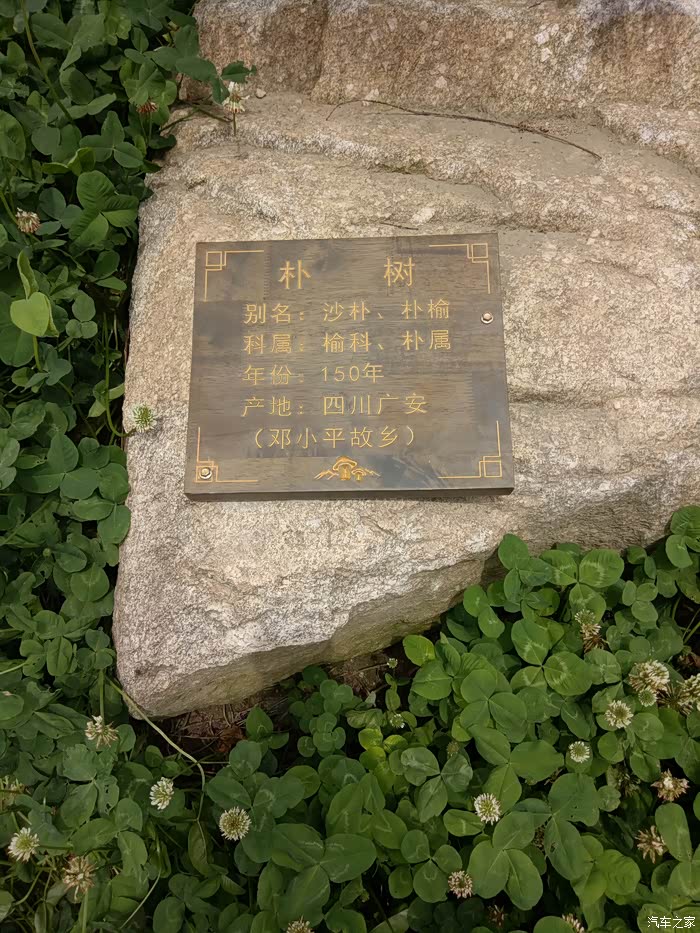 朴 树
别名：沙朴、朴榆
科属：榆科、朴属
年份：150年
产地：四川广安
（邓小平故乡）
汽车之家